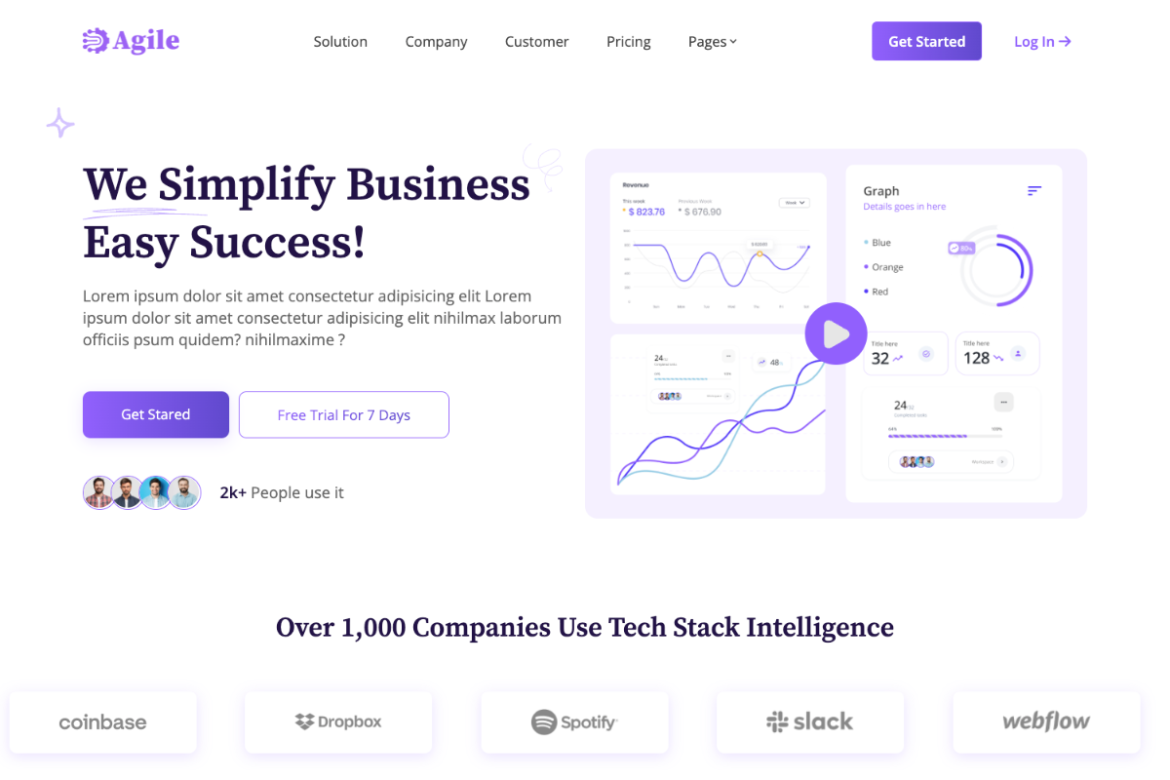 Agile
Solution
Company
Customer
Pricing
Pages
Get Started
Log In
We Simplify Business
Easy Success!
Lorem ipsum dolor sit amet consectetur adipisicing elit Lorem
ipsum dolor sit amet consectetur adipisicing elit nihilmax laborum
officiis psum quidem? nihilmaxime ?
Get Stared
Free Trial For 7 Days
2k+ People use it
Revenue
This week
$ 823.76
$ 676.90
Week
Graph
Details goes in here
Blue
Orange
Red
24
48
Title here
32
Title here
128
24
64%
100%
Over 1,000 Companies Use Tech Stack Intelligence
coinbase
Dropbox
Spotify
slack
webflow